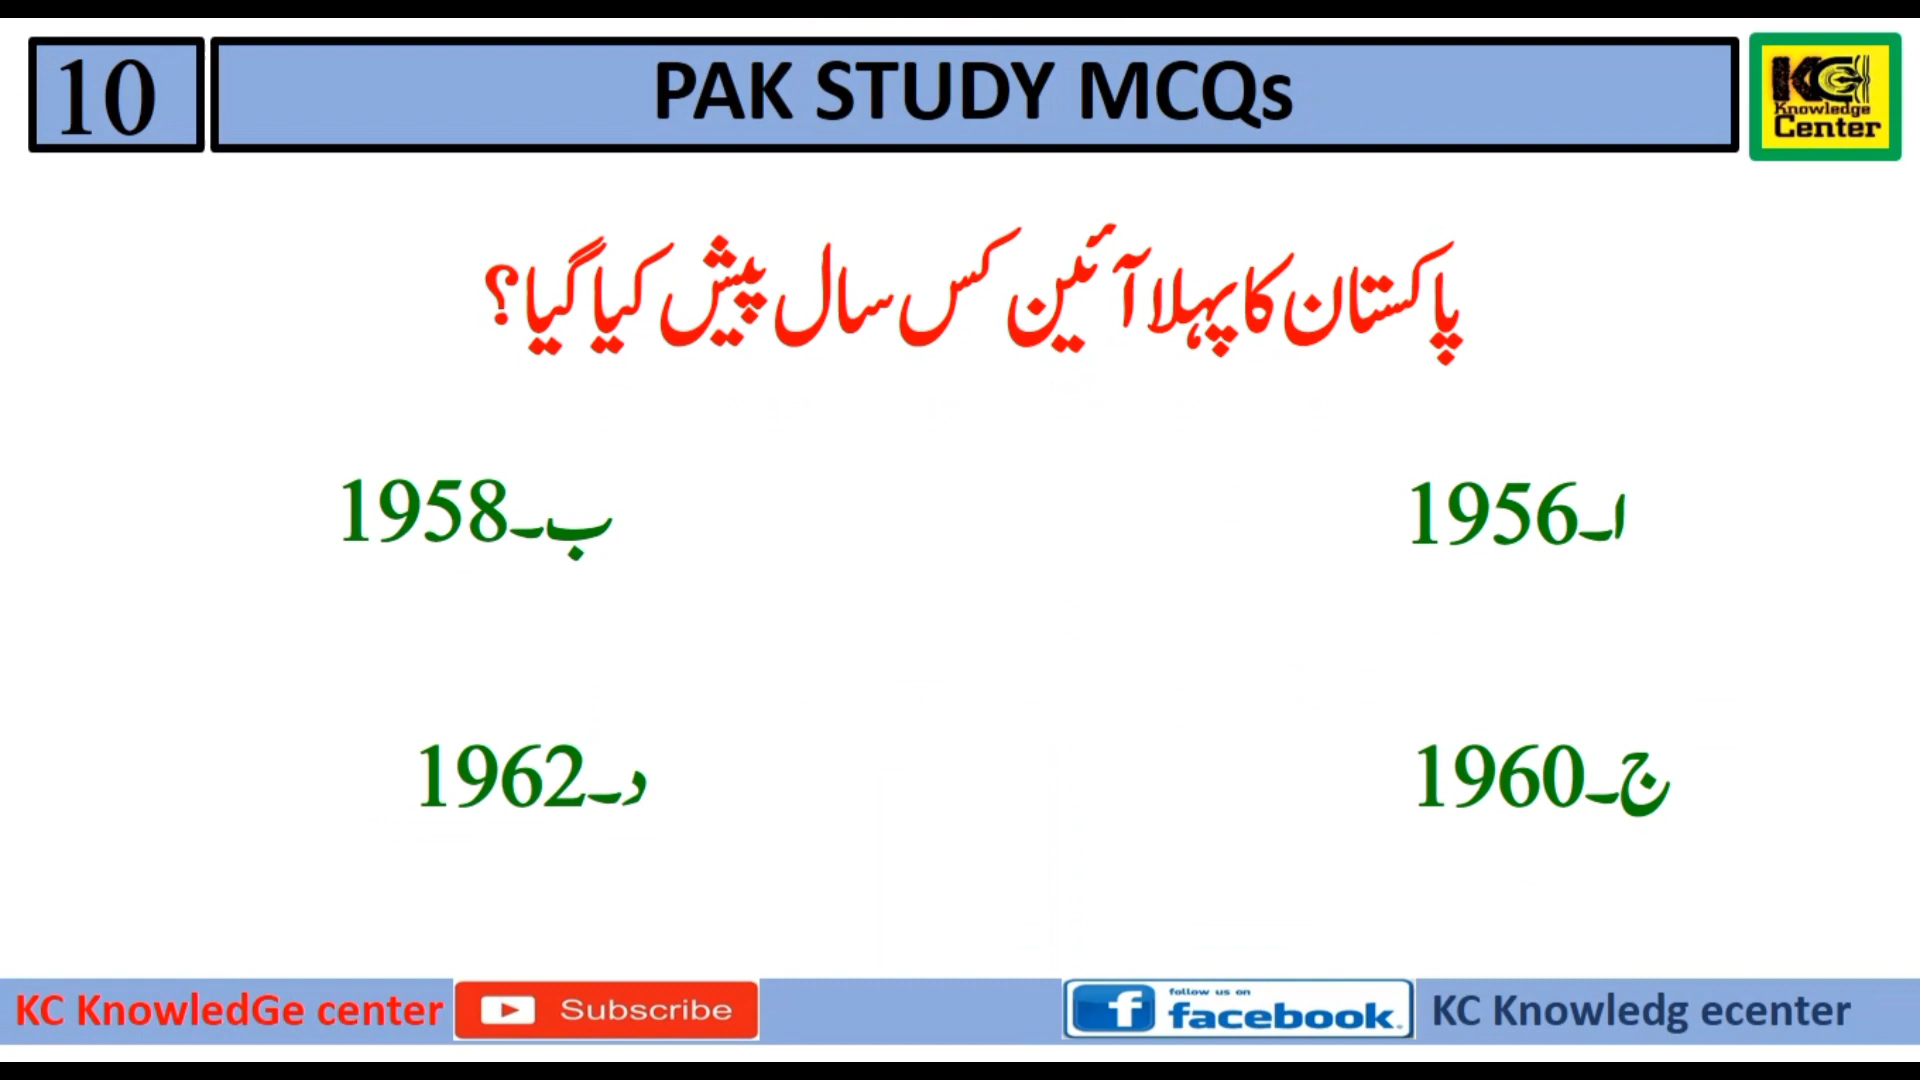 10
PAK STUDY MCQs
KC
Knowledge
Center
پاکستان کا پہلا آئین کس سال پیش کیا گیا؟
ا۔1956
ب۔1958
ج۔1960
د۔1962
KC KnowledGe center
Subscribe
follow us on
facebook.
KC Knowledg ecenter